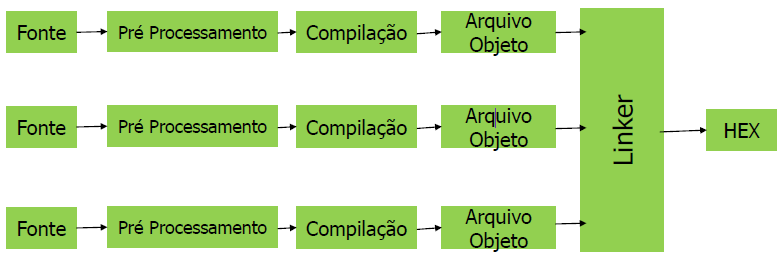 Fonte
Pré Processamento
Compilação
Arquivo
Objeto
Fonte
Pré Processamento
Compilação
Arquivo
Objeto
Linker
HEX
Fonte
Pré Processamento
Compilação
Arquivo
Objeto